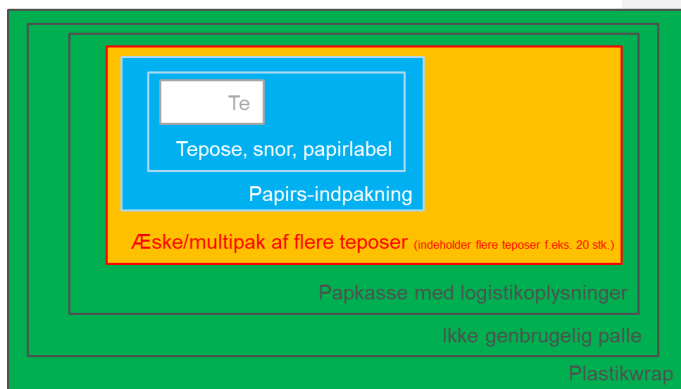 Te
Tepose, snor, papirlabel
Papirs-indpakning
Æske/multipak af flere teposer (indeholder flere teposer f.eks. 20 stk.)
Papkasse med logistikoplysninger
Ikke genbrugelig palle
Plastikwrap